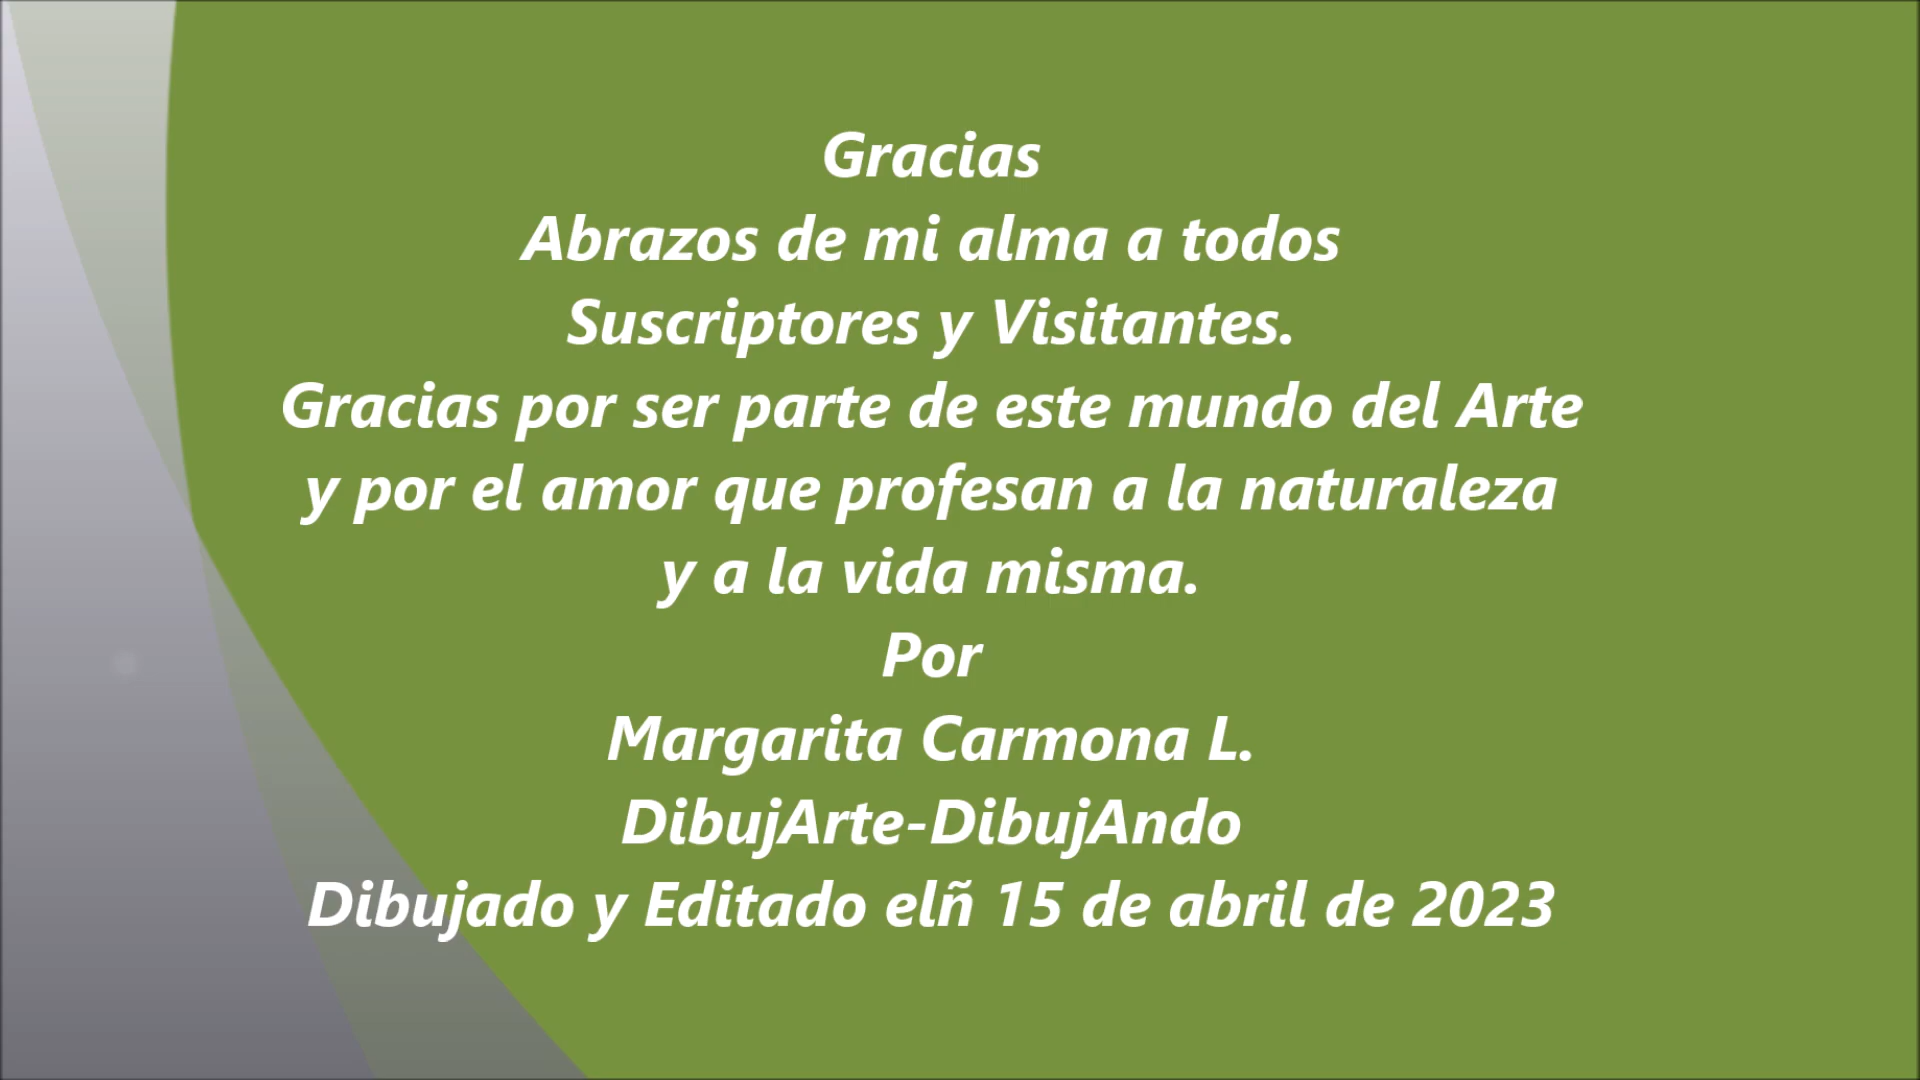 Gracias
Abrazos de mi alma a todos
Suscriptores y Visitantes.
Gracias por ser parte de este mundo del Arte
y por el amor que profesan a la naturaleza
y a la vida misma.
Por
Margarita Carmona L.
DibujArte-DibujAndo
Dibujado y Editado elñ 15 de abril de 2023